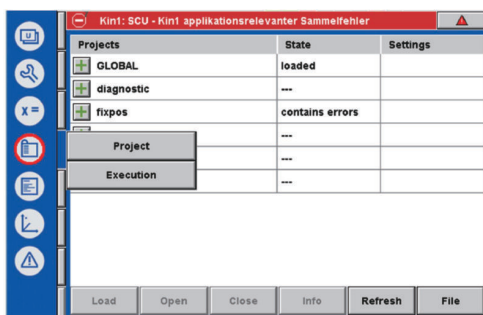 Kin1: SCU - Kin1 applikationsrelevanter Sammelfehler
Projects State Settings
GLOBAL loaded
diagnostic ---
fixpos contains errors
---
Project
---
Execution
---
U
x =
Load Open Close Info Refresh File